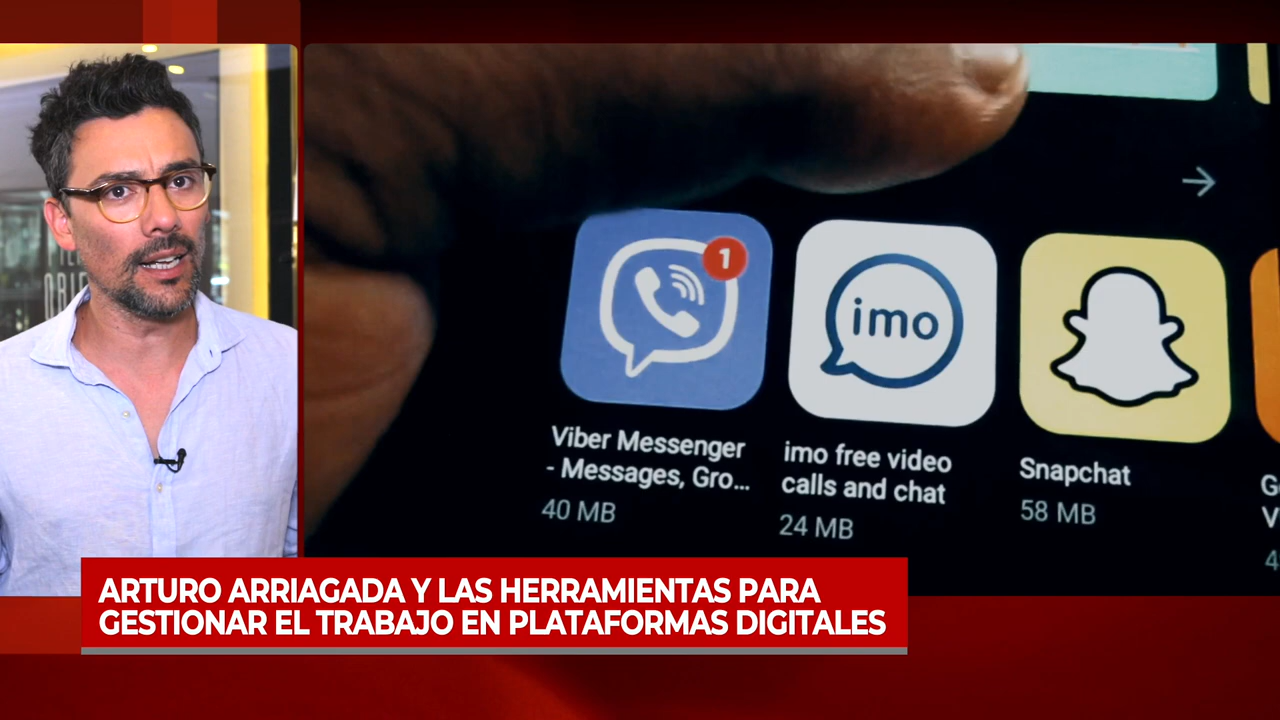 1
imo
Viber Messenger
- Messages, Gro...
40 MB
imo free video
calls and chat
24 MB
Snapchat
58 MB
ARTURO ARRIAGADA Y LAS HERRAMIENTAS PARA
GESTIONAR EL TRABAJO EN PLATAFORMAS DIGITALES